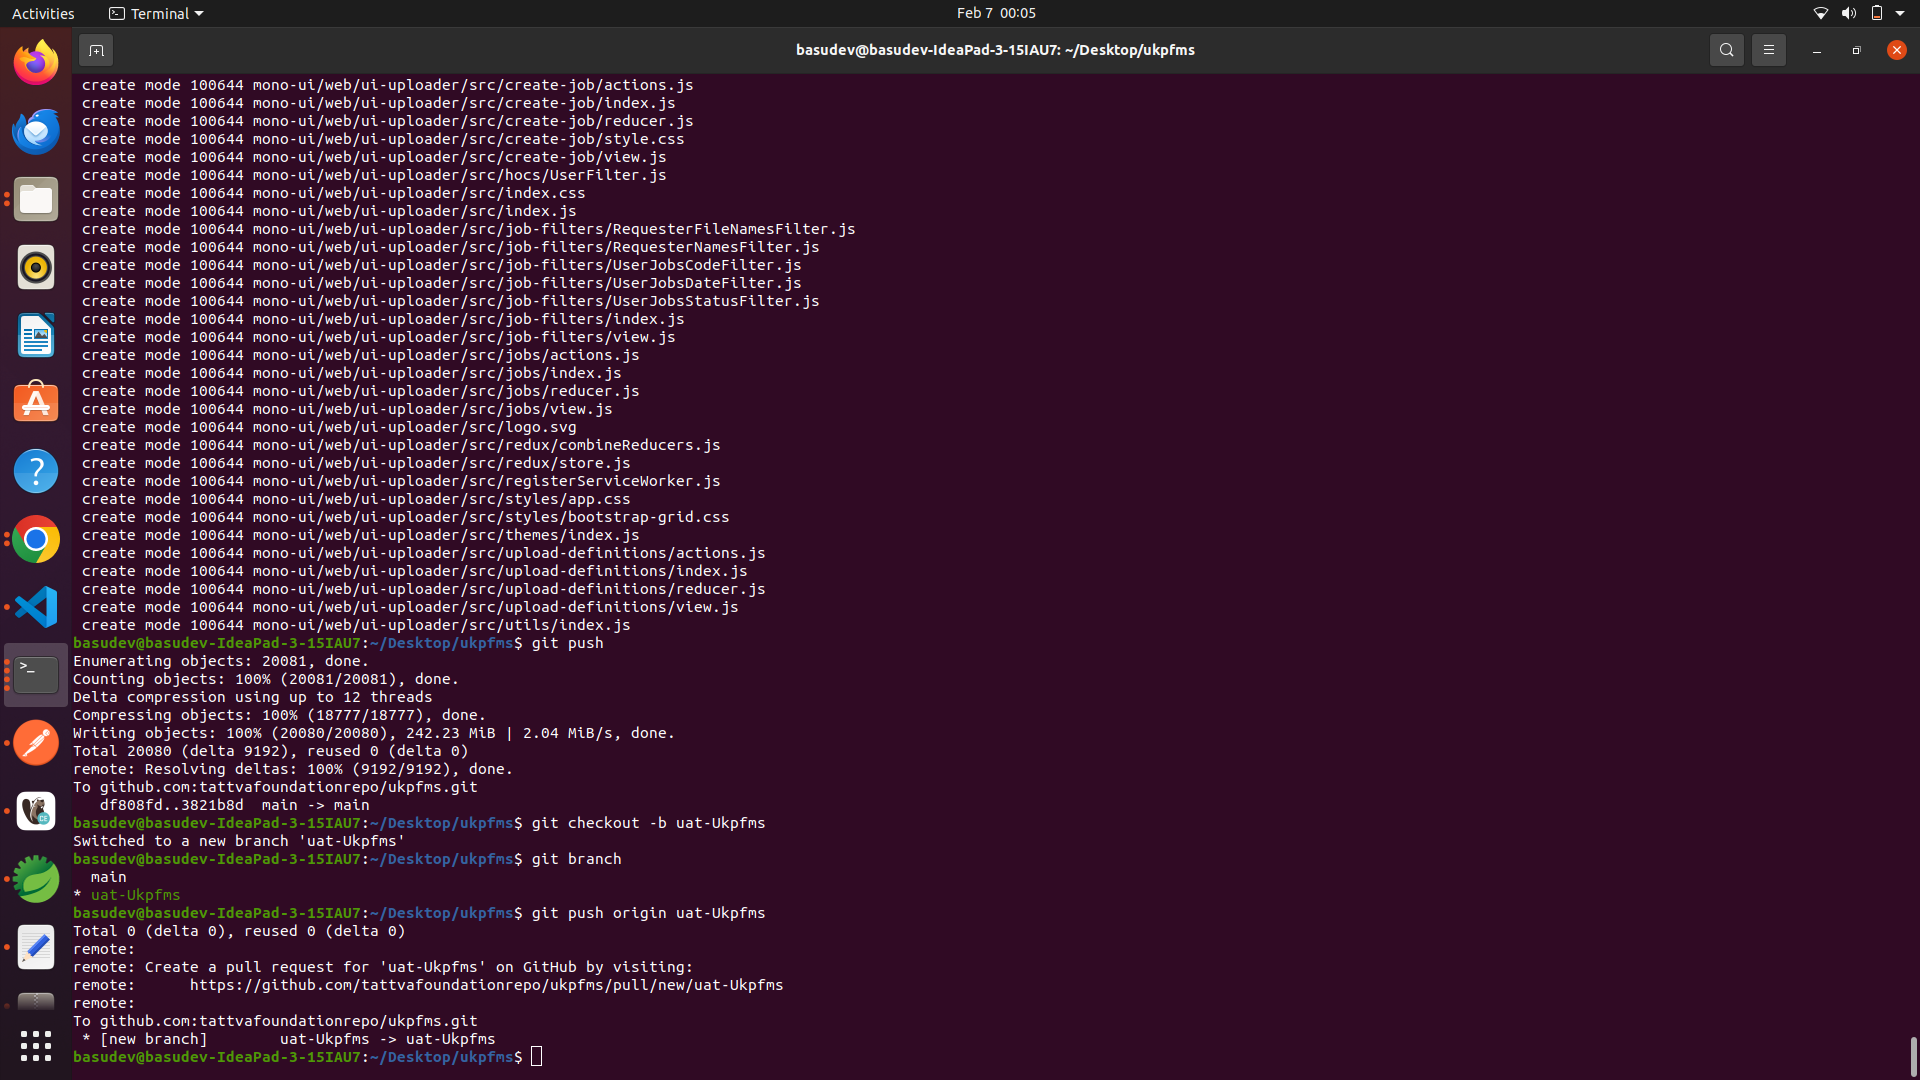 Activities
Terminal
Feb 7 00:05
basudev@basudev-IdeaPad-3-15IAU7: ~/Desktop/ukpfms
create mode 100644 mono-ui/web/ui-uploader/src/create-job/actions.js
create mode 100644 mono-ui/web/ui-uploader/src/create-job/index.js
create mode 100644 mono-ui/web/ui-uploader/src/create-job/reducer.js
create mode 100644 mono-ui/web/ui-uploader/src/create-job/style.css
create mode 100644 mono-ui/web/ui-uploader/src/create-job/view.js
create mode 100644 mono-ui/web/ui-uploader/src/hocs/UserFilter.js
create mode 100644 mono-ui/web/ui-uploader/src/index.css
create mode 100644 mono-ui/web/ui-uploader/src/index.js
create mode 100644 mono-ui/web/ui-uploader/src/job-filters/RequesterFileNamesFilter.js
create mode 100644 mono-ui/web/ui-uploader/src/job-filters/RequesterNamesFilter.js
create mode 100644 mono-ui/web/ui-uploader/src/job-filters/UserJobsCodeFilter.js
create mode 100644 mono-ui/web/ui-uploader/src/job-filters/UserJobsDateFilter.js
create mode 100644 mono-ui/web/ui-uploader/src/job-filters/UserJobsStatusFilter.js
create mode 100644 mono-ui/web/ui-uploader/src/job-filters/index.js
create mode 100644 mono-ui/web/ui-uploader/src/job-filters/view.js
create mode 100644 mono-ui/web/ui-uploader/src/jobs/actions.js
create mode 100644 mono-ui/web/ui-uploader/src/jobs/index.js
create mode 100644 mono-ui/web/ui-uploader/src/jobs/reducer.js
create mode 100644 mono-ui/web/ui-uploader/src/jobs/view.js
create mode 100644 mono-ui/web/ui-uploader/src/logo.svg
create mode 100644 mono-ui/web/ui-uploader/src/redux/combineReducers.js
create mode 100644 mono-ui/web/ui-uploader/src/redux/store.js
create mode 100644 mono-ui/web/ui-uploader/src/registerServiceWorker.js
create mode 100644 mono-ui/web/ui-uploader/src/styles/app.css
create mode 100644 mono-ui/web/ui-uploader/src/styles/bootstrap-grid.css
create mode 100644 mono-ui/web/ui-uploader/src/themes/index.js
create mode 100644 mono-ui/web/ui-uploader/src/upload-definitions/actions.js
create mode 100644 mono-ui/web/ui-uploader/src/upload-definitions/index.js
create mode 100644 mono-ui/web/ui-uploader/src/upload-definitions/reducer.js
create mode 100644 mono-ui/web/ui-uploader/src/upload-definitions/view.js
create mode 100644 mono-ui/web/ui-uploader/src/utils/index.js
basudev@basudev-IdeaPad-3-15IAU7:~/Desktop/ukpfms$ git push
Enumerating objects: 20081, done.
Counting objects: 100% (20081/20081), done.
Delta compression using up to 12 threads
Compressing objects: 100% (18777/18777), done.
Writing objects: 100% (20080/20080), 242.23 MiB | 2.04 MiB/s, done.
Total 20080 (delta 9192), reused 0 (delta 0)
remote: Resolving deltas: 100% (9192/9192), done.
To github.com:tattvafoundationrepo/ukpfms.git
df808fd..3821b8d  main -> main
basudev@basudev-IdeaPad-3-15IAU7:~/Desktop/ukpfms$ git checkout -b uat-Ukpfms
Switched to a new branch 'uat-Ukpfms'
basudev@basudev-IdeaPad-3-15IAU7:~/Desktop/ukpfms$ git branch
main
* uat-Ukpfms
basudev@basudev-IdeaPad-3-15IAU7:~/Desktop/ukpfms$ git push origin uat-Ukpfms
Total 0 (delta 0), reused 0 (delta 0)
remote:
remote: Create a pull request for 'uat-Ukpfms' on GitHub by visiting:
remote:      https://github.com/tattvafoundationrepo/ukpfms/pull/new/uat-Ukpfms
remote:
To github.com:tattvafoundationrepo/ukpfms.git
* [new branch]        uat-Ukpfms -> uat-Ukpfms
basudev@basudev-IdeaPad-3-15IAU7:~/Desktop/ukpfms$